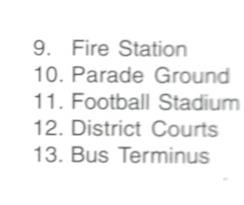 9. Fire Station
10. Parade Ground
11. Football Stadium
12. District Courts
13. Bus Terminus